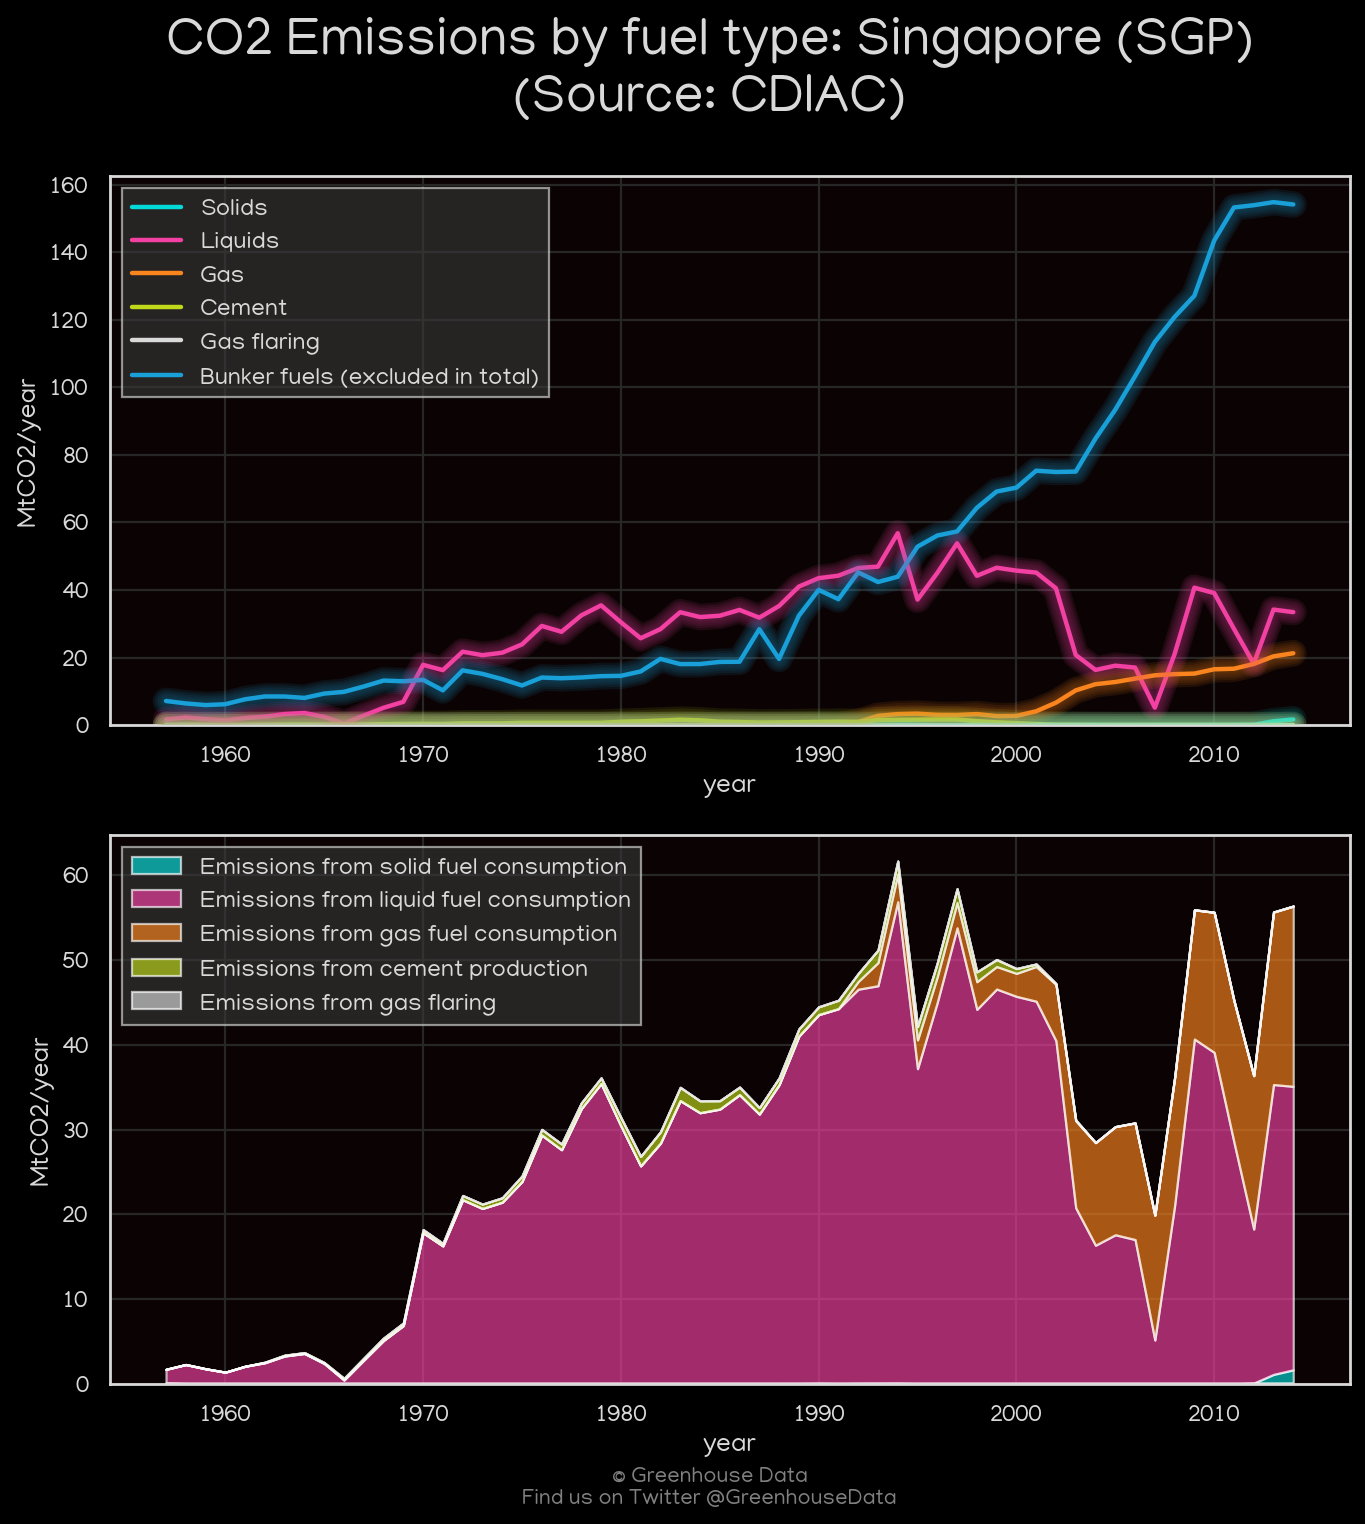 CO2 Emissions by fuel type: Singapore (SGP)
(Source: CDIAC)
160
140
120
100
80
60
40
20
0
MtCO2/year
Solids
Liquids
Gas
Cement
Gas flaring
Bunker fuels (excluded in total)
1960
1970
1980
1990
2000
2010
year
60
50
40
30
20
10
0
MtCO2/year
Emissions from solid fuel consumption
Emissions from liquid fuel consumption
Emissions from gas fuel consumption
Emissions from cement production
Emissions from gas flaring
1960
1970
1980
1990
2000
2010
year
© Greenhouse Data
Find us on Twitter @GreenhouseData